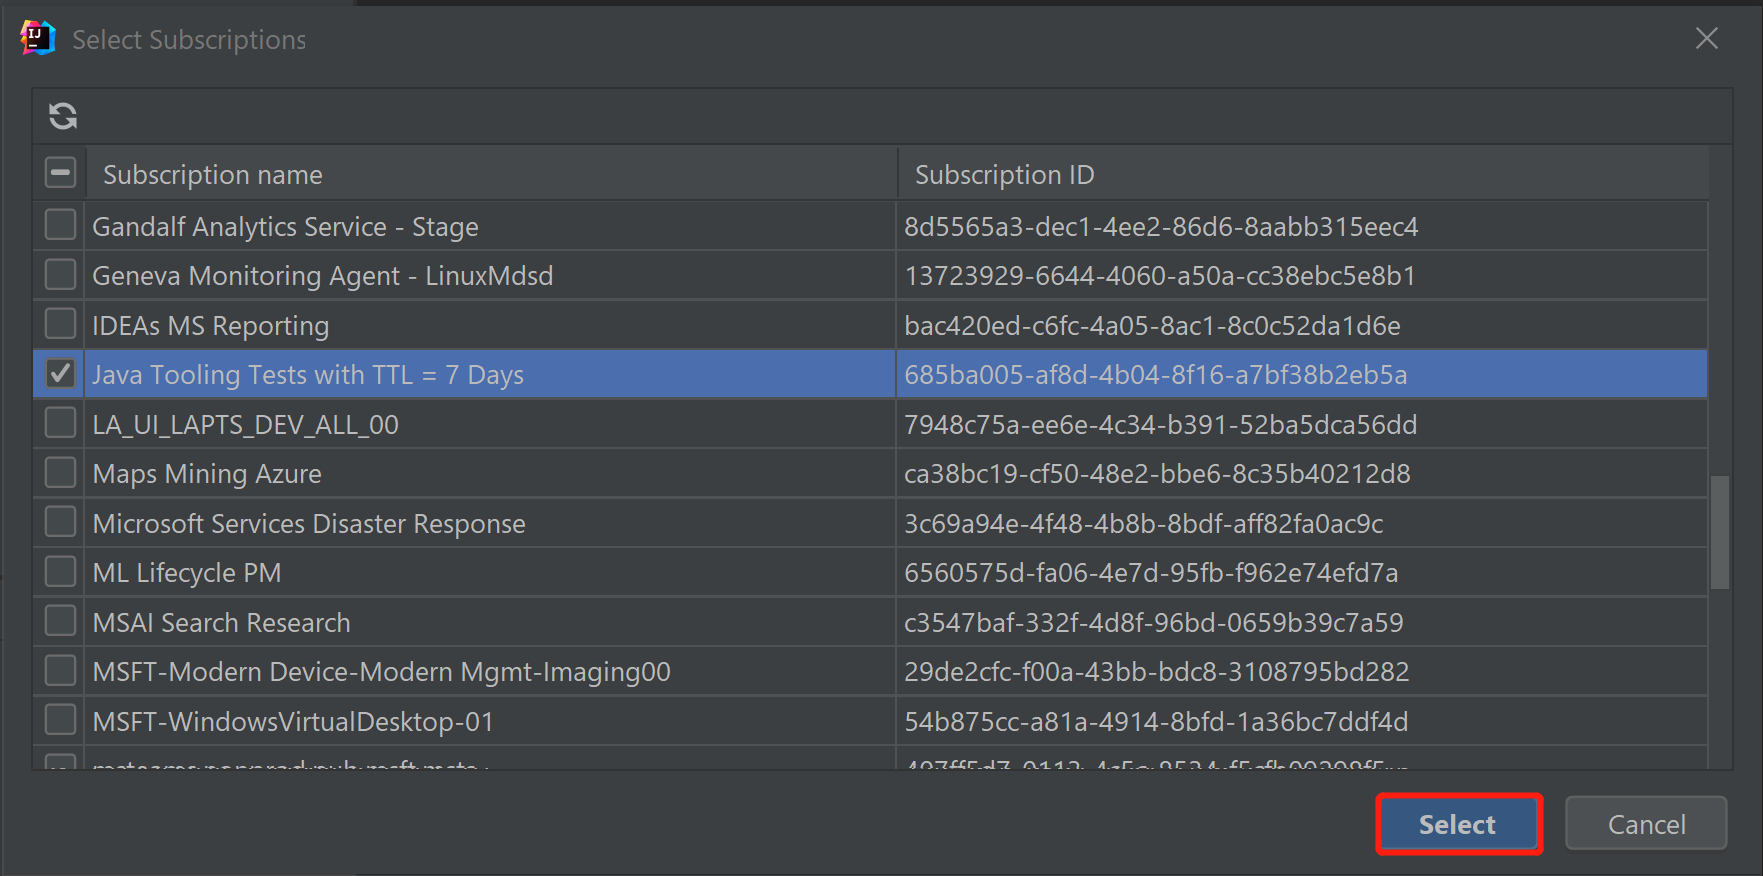 IJ
Select Subscriptions
Subscription name Subscription ID
Gandalf Analytics Service - Stage 8d5565a3-dec1-4ee2-86d6-8aabb315eec4
Geneva Monitoring Agent - LinuxMdsd 13723929-6644-4060-a50a-cc38ebc5e8b1
IDEAs MS Reporting bac420ed-c6fc-4a05-8ac1-8c0c52da1d6e
Java Tooling Tests with TTL = 7 Days 685ba005-af8d-4b04-8f16-a7bf38b2eb5a
LA_UI_LAPTS_DEV_ALL_00 7948c75a-ee6e-4c34-b391-52ba5dca56dd
Maps Mining Azure ca38bc19-cf50-48e2-bbe6-8c35b40212d8
Microsoft Services Disaster Response 3c69a94e-4f48-4b8b-8bdf-aff82fa0ac9c
ML Lifecycle PM 6560575d-fa06-4e7d-95fb-f962e74efd7a
MSAI Search Research c3547baf-332f-4d8f-96bd-0659b39c7a59
MSFT-Modern Device-Modern Mgmt-Imaging00 29de2cfc-f00a-43bb-bdc8-3108795bd282
MSFT-WindowsVirtualDesktop-01 54b875cc-a81a-4914-8bfd-1a36bc7ddf4d
Select Cancel